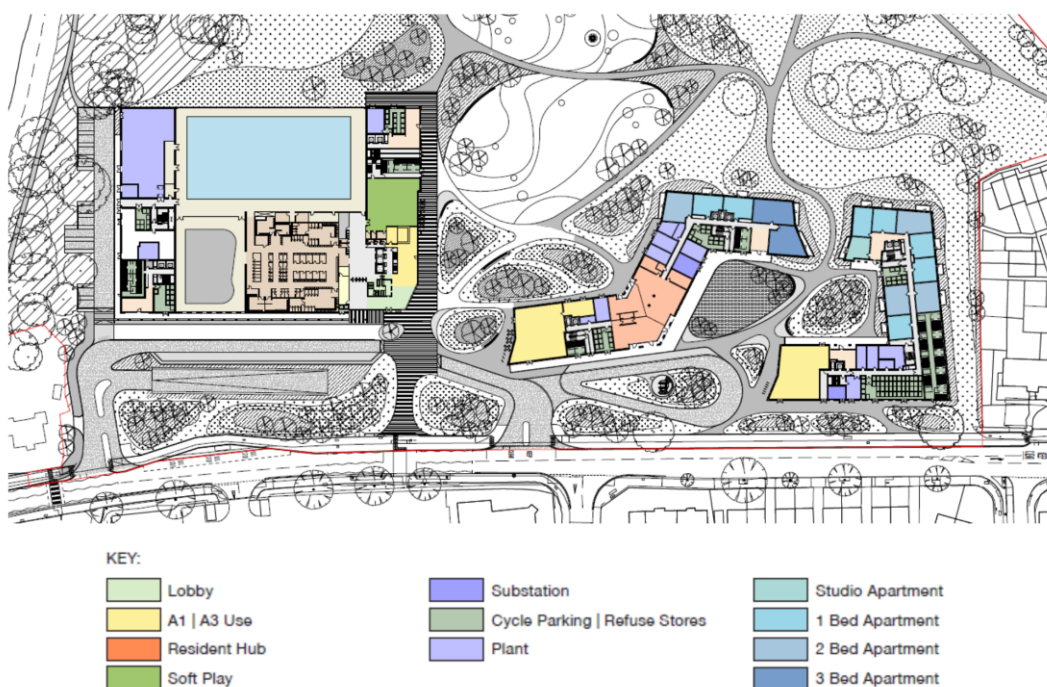 KEY:
Lobby
A1 | A3 Use
Resident Hub
Soft Play
Substation
Cycle Parking | Refuse Stores
Plant
Studio Apartment
1 Bed Apartment
2 Bed Apartment
3 Bed Apartment